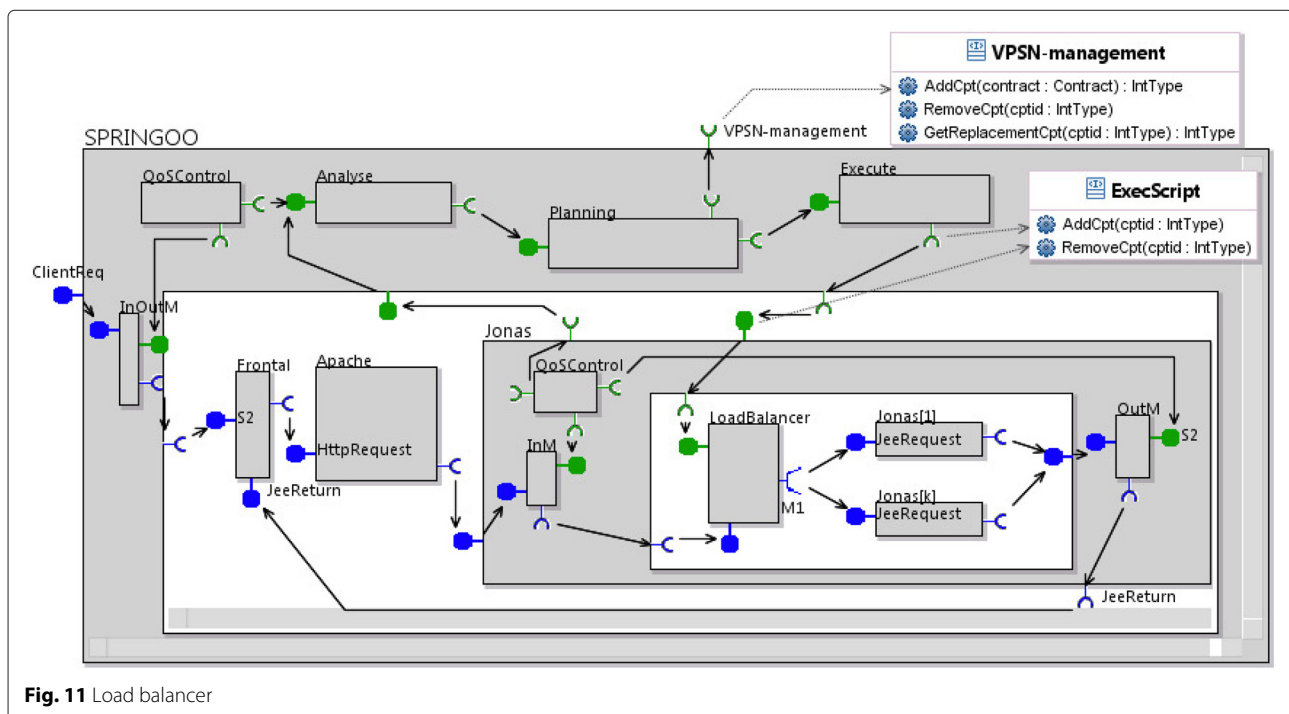 VPSN-management
AddCpt(contract : Contract) : IntType
RemoveCpt(cptid : IntType)
GetReplacementCpt(cptid : IntType) : IntType
VPSN-management
SPRINGOO
QoSControl
Analyse
Planning
Execute
ExecScript
AddCpt(cptid : IntType)
RemoveCpt(cptid : IntType)
ClientReq
InOutM
Jonas
Frontal
S2
JeeReturn
Apache
HttpRequest
QoSControl
InM
LoadBalancer
M1
Jonas[1]
JeeRequest
Jonas[k]
JeeRequest
OutM
S2
JeeReturn
Fig. 11 Load balancer